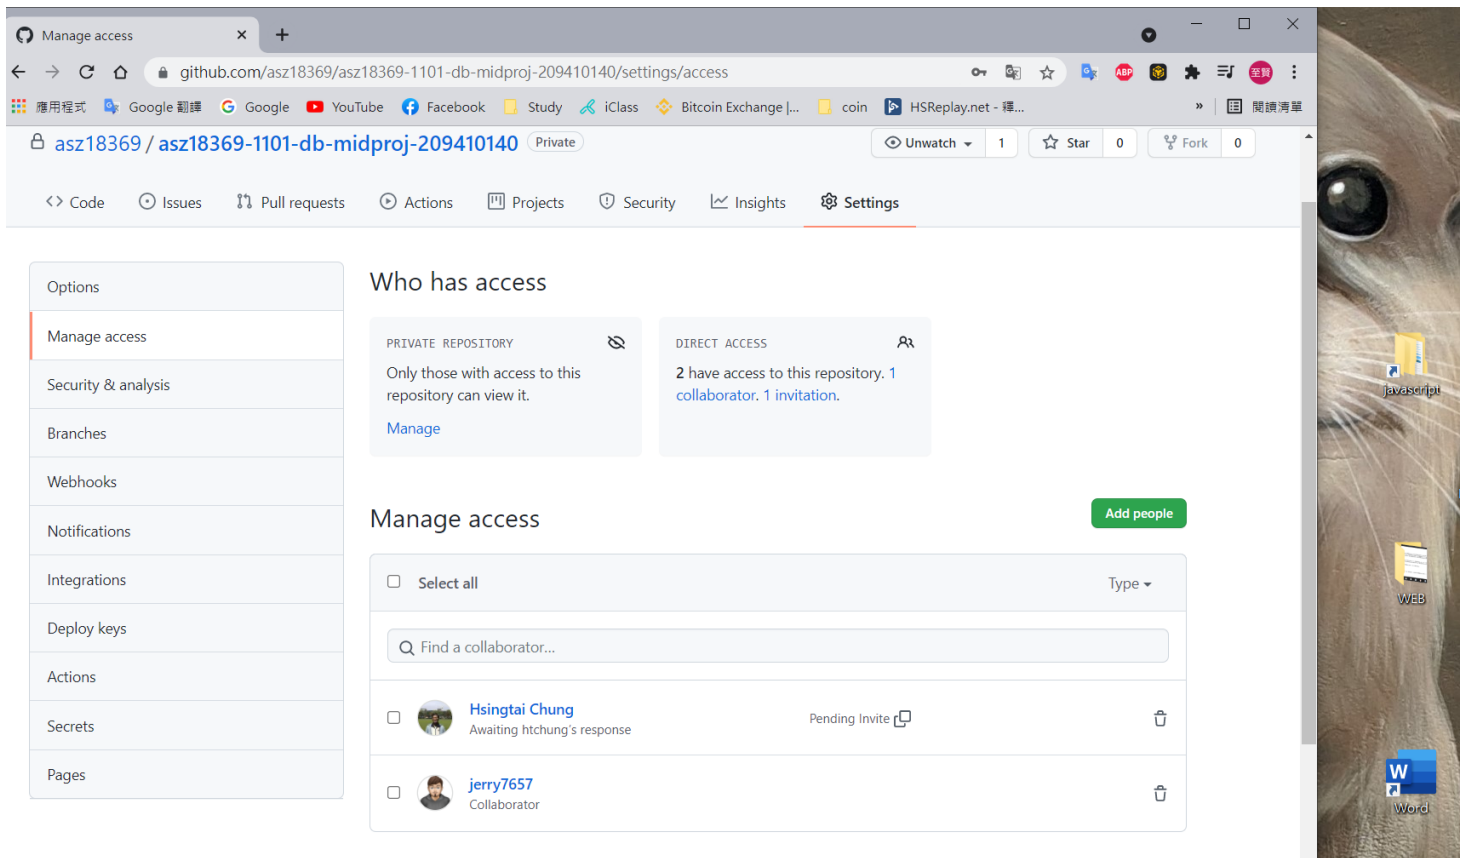 Manage access
github.com/asz18369/asz18369-1101-db-midproj-209410140/settings/access
ABP
至賢
應用程式 Google 翻譯 Google YouTube Facebook Study iClass Bitcoin Exchange |... coin HSReplay.net - 釋... » 閱讀清單
asz18369 / asz18369-1101-db-midproj-209410140 Private Unwatch 1 Star 0 Fork 0
Code Issues Pull requests Actions Projects Security Insights Settings
Options
Manage access
Security & analysis
Branches
Webhooks
Notifications
Integrations
Deploy keys
Actions
Secrets
Pages
Who has access
PRIVATE REPOSITORY
Only those with access to this
repository can view it.
Manage
DIRECT ACCESS
2 have access to this repository. 1
collaborator. 1 invitation.
Manage access
Add people
Select all Type
Find a collaborator...
Hsingtai Chung
Awaiting htchung's response
Pending Invite
jerry7657
Collaborator
javascript
WEB
W
Word